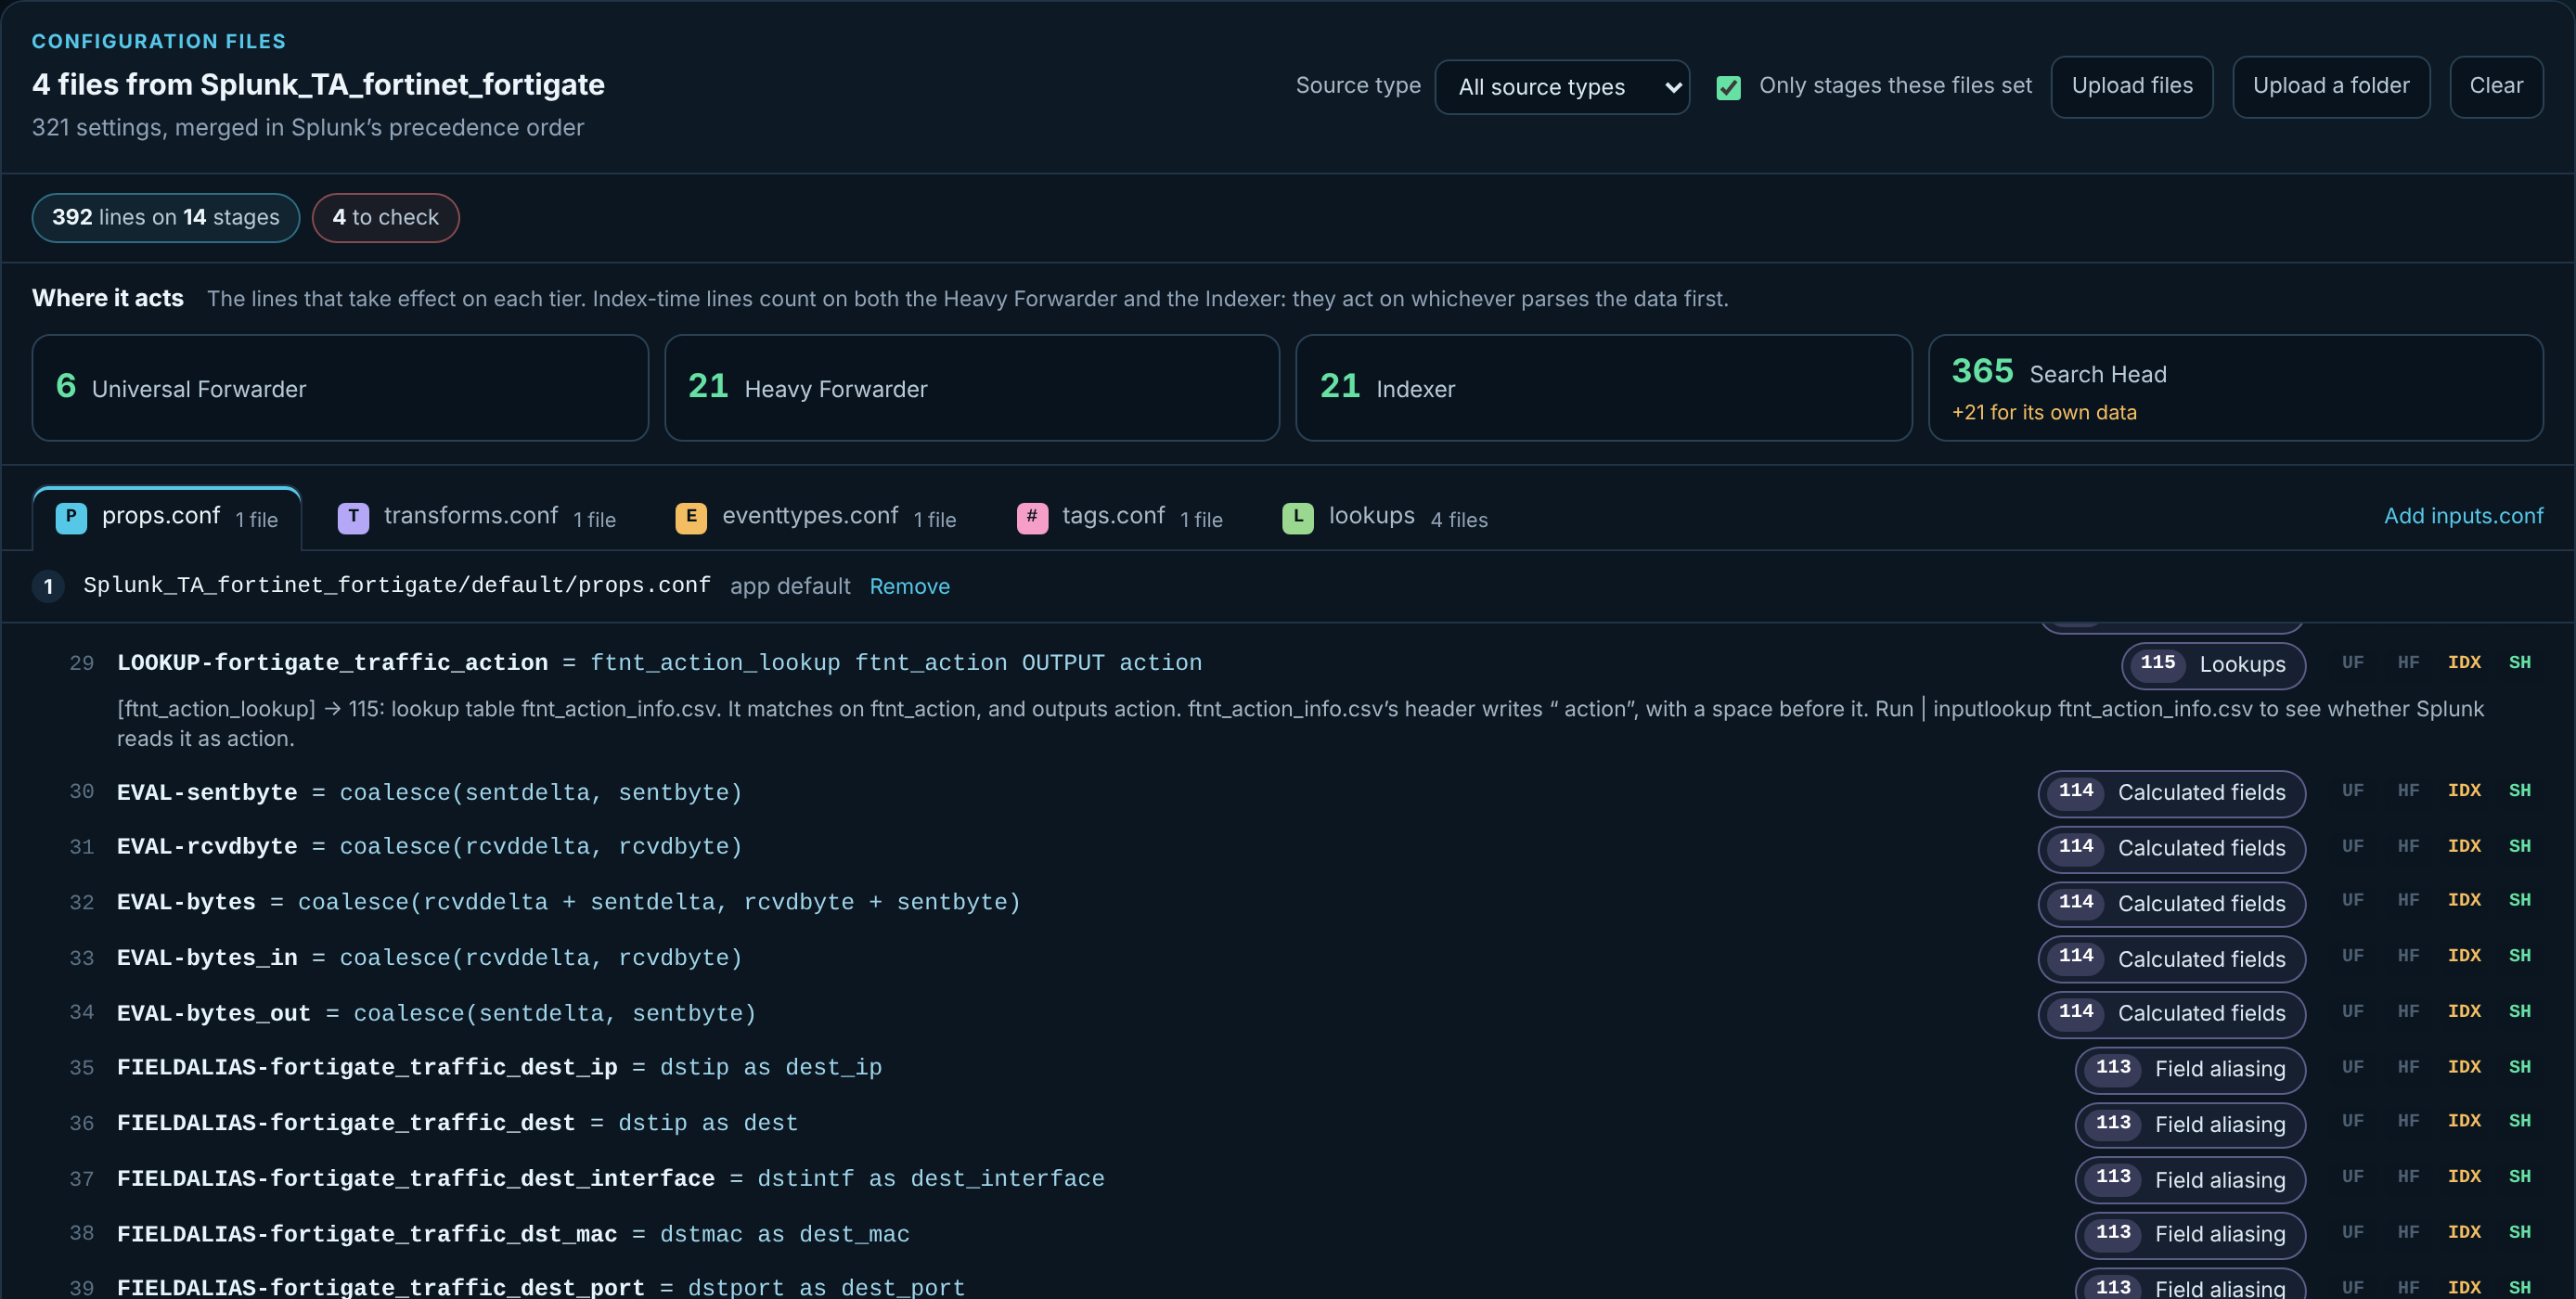 CONFIGURATION FILES
4 files from Splunk_TA_fortinet_fortigate
321 settings, merged in Splunk’s precedence order
Source type All source types Only stages these files set Upload files Upload a folder Clear
392 lines on 14 stages 4 to check
Where it acts The lines that take effect on each tier. Index-time lines count on both the Heavy Forwarder and the Indexer: they act on whichever parses the data first.
6 Universal Forwarder
21 Heavy Forwarder
21 Indexer
365 Search Head
+21 for its own data
P props.conf 1 file T transforms.conf 1 file E eventtypes.conf 1 file # tags.conf 1 file L lookups 4 files Add inputs.conf
1 Splunk_TA_fortinet_fortigate/default/props.conf app default Remove
29 LOOKUP-fortigate_traffic_action = ftnt_action_lookup ftnt_action OUTPUT action 115 Lookups UF HF IDX SH
[ftnt_action_lookup] → 115: lookup table ftnt_action_info.csv. It matches on ftnt_action, and outputs action. ftnt_action_info.csv’s header writes “ action”, with a space before it. Run | inputlookup ftnt_action_info.csv to see whether Splunk
reads it as action.
30 EVAL-sentbyte = coalesce(sentdelta, sentbyte) 114 Calculated fields UF HF IDX SH
31 EVAL-rcvdbyte = coalesce(rcvddelta, rcvdbyte) 114 Calculated fields UF HF IDX SH
32 EVAL-bytes = coalesce(rcvddelta + sentdelta, rcvdbyte + sentbyte) 114 Calculated fields UF HF IDX SH
33 EVAL-bytes_in = coalesce(rcvddelta, rcvdbyte) 114 Calculated fields UF HF IDX SH
34 EVAL-bytes_out = coalesce(sentdelta, sentbyte) 114 Calculated fields UF HF IDX SH
35 FIELDALIAS-fortigate_traffic_dest_ip = dstip as dest_ip 113 Field aliasing UF HF IDX SH
36 FIELDALIAS-fortigate_traffic_dest = dstip as dest 113 Field aliasing UF HF IDX SH
37 FIELDALIAS-fortigate_traffic_dest_interface = dstintf as dest_interface 113 Field aliasing UF HF IDX SH
38 FIELDALIAS-fortigate_traffic_dst_mac = dstmac as dest_mac 113 Field aliasing UF HF IDX SH
39 FIELDALIAS-fortigate_traffic_dest_port = dstport as dest_port 113 Field aliasing UF HF IDX SH